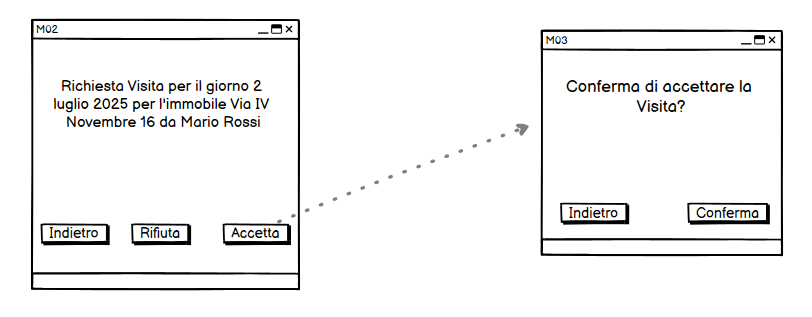 M02
Richiesta Visita per il giorno 2
luglio 2025 per l'immobile Via IV
Novembre 16 da Mario Rossi
Indietro
Rifiuta
Accetta
M03
Conferma di accettare la
Visita?
Indietro
Conferma